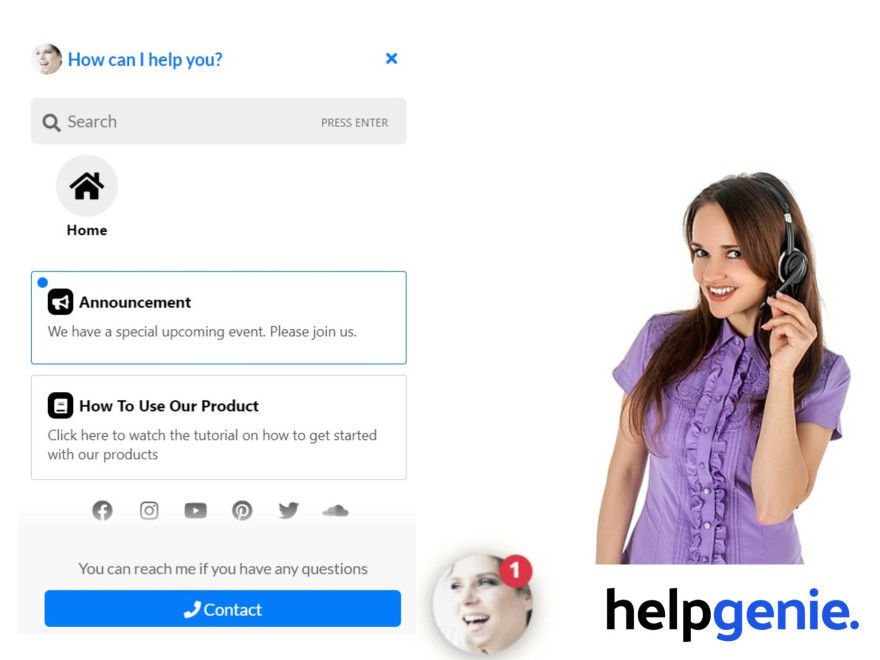 How can I help you?
Search
PRESS ENTER
Home
Announcement
We have a special upcoming event. Please join us.
How To Use Our Product
Click here to watch the tutorial on how to get started
with our products
You can reach me if you have any questions
Contact
1
helpgenie.